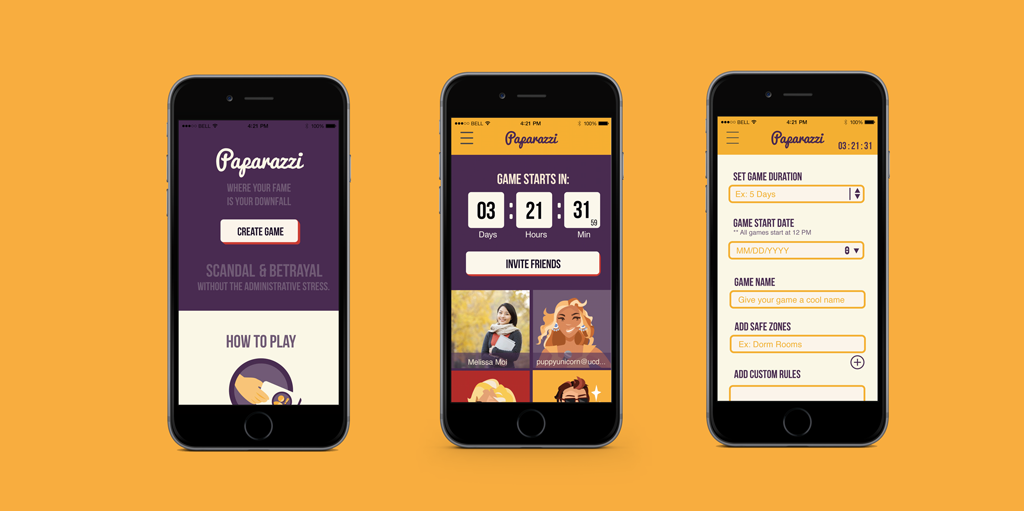 ●●●○○ BELL 4:21 PM 100%
Paparazzi
WHERE YOUR FAME
IS YOUR DOWNFALL
CREATE GAME
SCANDAL & BETRAYAL
WITHOUT THE ADMINISTRATIVE STRESS.
HOW TO PLAY
●●●○○ BELL 4:21 PM 100%
Paparazzi
GAME STARTS IN:
03 : 21 : 31 59
Days Hours Min
INVITE FRIENDS
Melissa Moi puppyunicorn@ucd...
●●●○○ BELL 4:21 PM 100%
Paparazzi 03:21:31
SET GAME DURATION
Ex: 5 Days
GAME START DATE
** All games start at 12 PM
MM/DD/YYYY
GAME NAME
Give your game a cool name
ADD SAFE ZONES
Ex: Dorm Rooms
ADD CUSTOM RULES